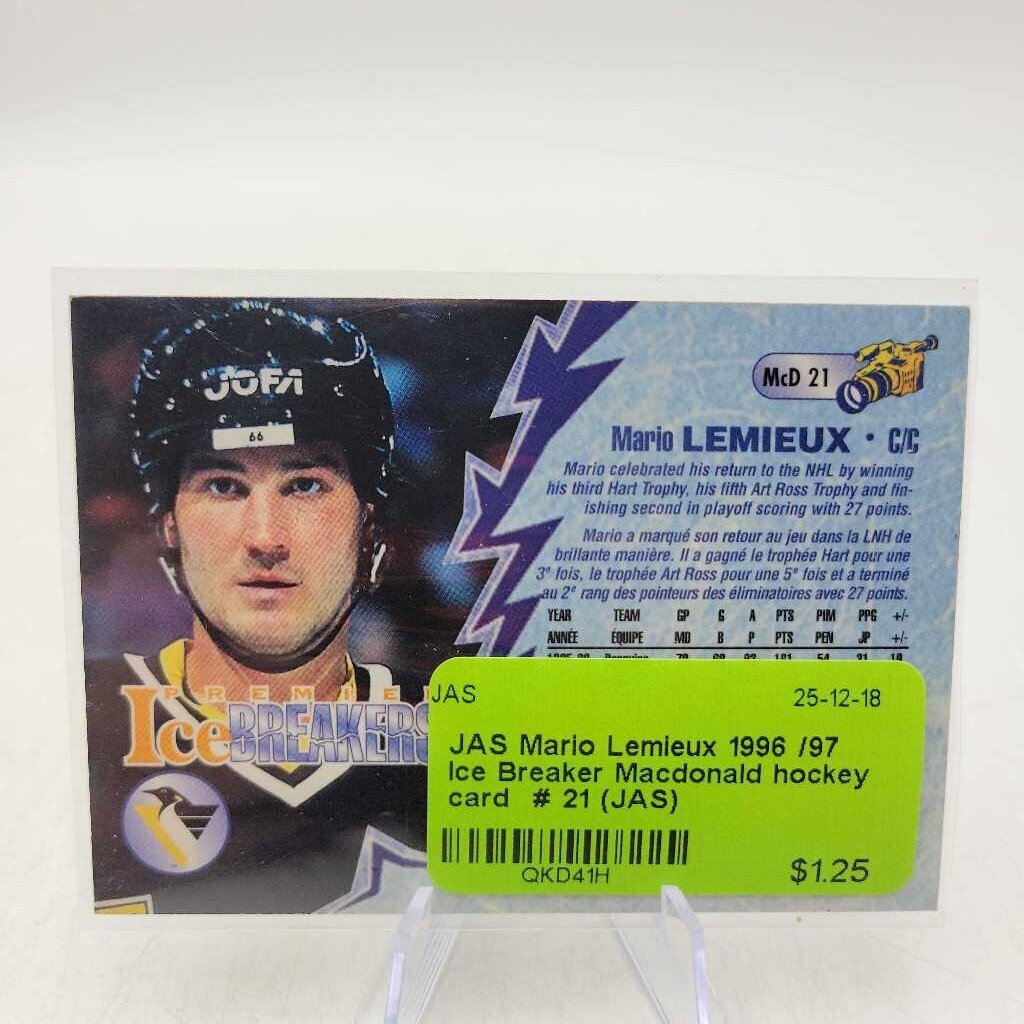 JOFA
66
McD 21
Mario LEMIEUX • C/C
Mario celebrated his return to the NHL by winning
his third Hart Trophy, his fifth Art Ross Trophy and fin-
ishing second in playoff scoring with 27 points.
Mario a marqué son retour au jeu dans la LNH de
brillante manière. Il a gagné le trophée Hart pour une
3e fois, le trophée Art Ross pour une 5e fois et a terminé
au 2e rang des pointeurs des éliminatoires avec 27 points.
YEAR TEAM GP G A PTS PIM PPG +/-
ANNÉE ÉQUIPE MD B P PTS PEN JP +/-
PREMIE
Ice BREAKERS
JAS 25-12-18
JAS Mario Lemieux 1996 /97
Ice Breaker Macdonald hockey
card # 21 (JAS)
QKD41H
$1.25